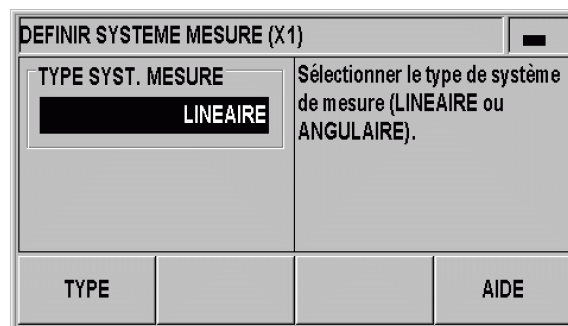 DEFINIR SYSTEME MESURE (X1)
TYPE SYST. MESURE
LINEAIRE
Sélectionner le type de système
de mesure (LINEAIRE ou
ANGULAIRE).
TYPE
AIDE